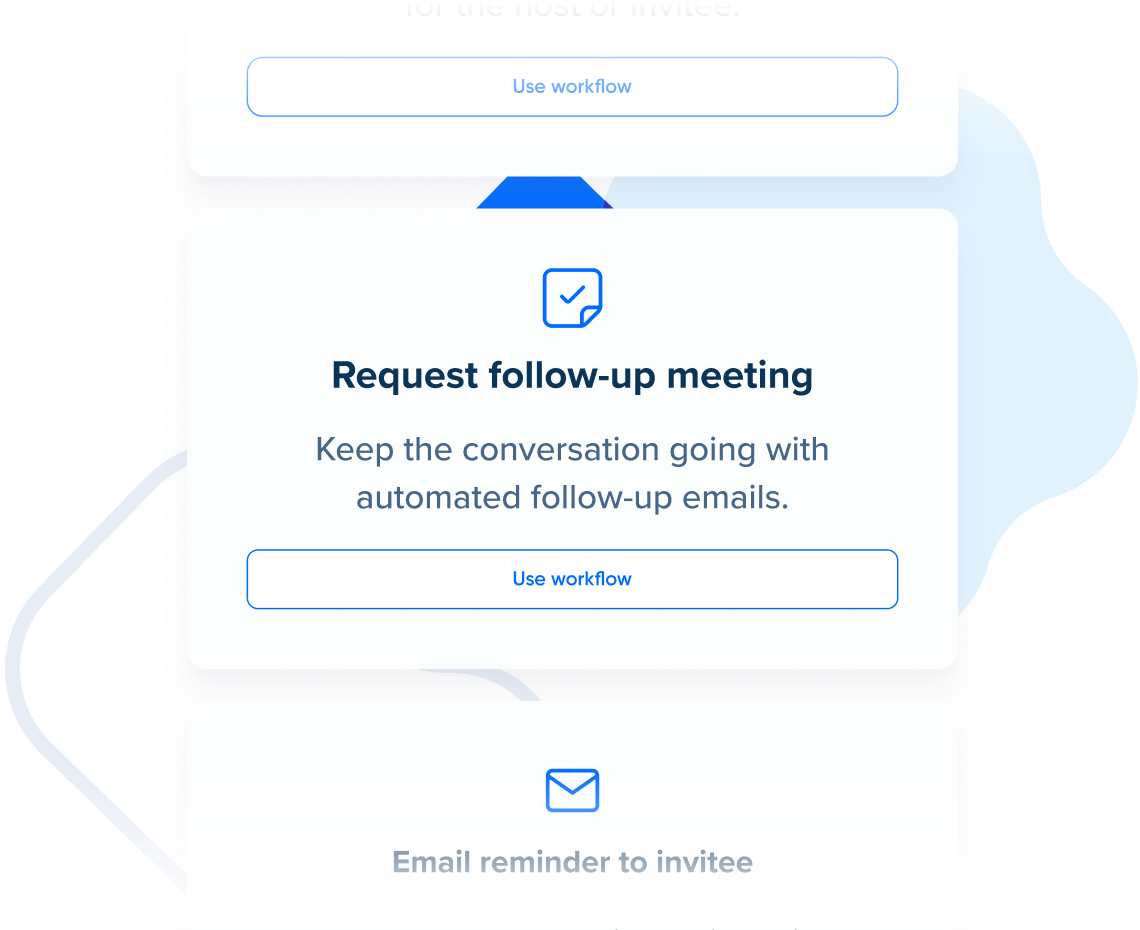 for the host or invitee.
Use workflow
Request follow-up meeting
Keep the conversation going with
automated follow-up emails.
Use workflow
Email reminder to invitee